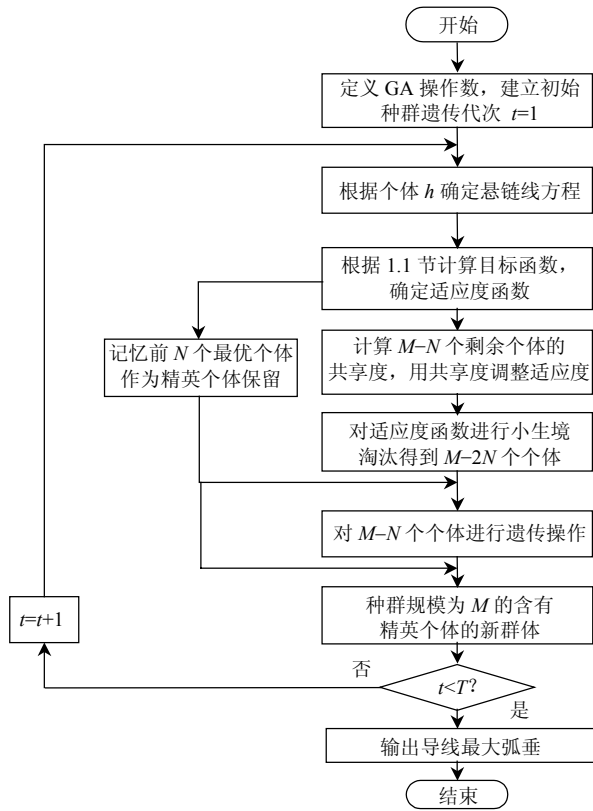 开始
定义 GA 操作数，建立初始
种群遗传代次 t=1
根据个体 h 确定悬链线方程
根据 1.1 节计算目标函数，
确定适应度函数
记忆前 N 个最优个体
作为精英个体保留
计算 M–N 个剩余个体的
共享度，用共享度调整适应度
对适应度函数进行小生境
淘汰得到 M–2N 个个体
对 M–N 个个体进行遗传操作
种群规模为 M 的含有
精英个体的新群体
t=t+1
否
t<T？
是
输出导线最大弧垂
结束